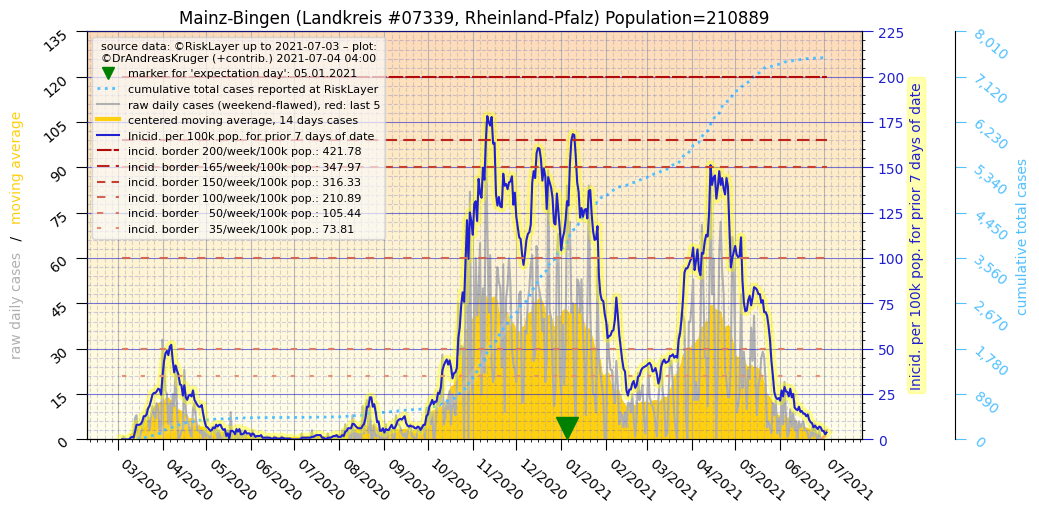 Mainz-Bingen (Landkreis #07339, Rheinland-Pfalz) Population=210889
source data: ©RiskLayer up to 2021-07-03 – plot:
©DrAndreasKruger (+contrib.) 2021-07-04 04:00
marker for 'expectation day': 05.01.2021
cumulative total cases reported at RiskLayer
raw daily cases (weekend-flawed), red: last 5
centered moving average, 14 days cases
Inicid. per 100k pop. for prior 7 days of date
incid. border 200/week/100k pop.: 421.78
incid. border 165/week/100k pop.: 347.97
incid. border 150/week/100k pop.: 316.33
incid. border 100/week/100k pop.: 210.89
incid. border   50/week/100k pop.: 105.44
incid. border   35/week/100k pop.: 73.81
raw daily cases  /  moving average
135
120
105
90
75
60
45
30
15
0
225
200
175
150
125
100
75
50
25
0
Inicid. per 100k pop. for prior 7 days of date
8,010
7,120
6,230
5,340
4,450
3,560
2,670
1,780
890
0
cumulative total cases
03/2020
04/2020
05/2020
06/2020
07/2020
08/2020
09/2020
10/2020
11/2020
12/2020
01/2021
02/2021
03/2021
04/2021
05/2021
06/2021
07/2021